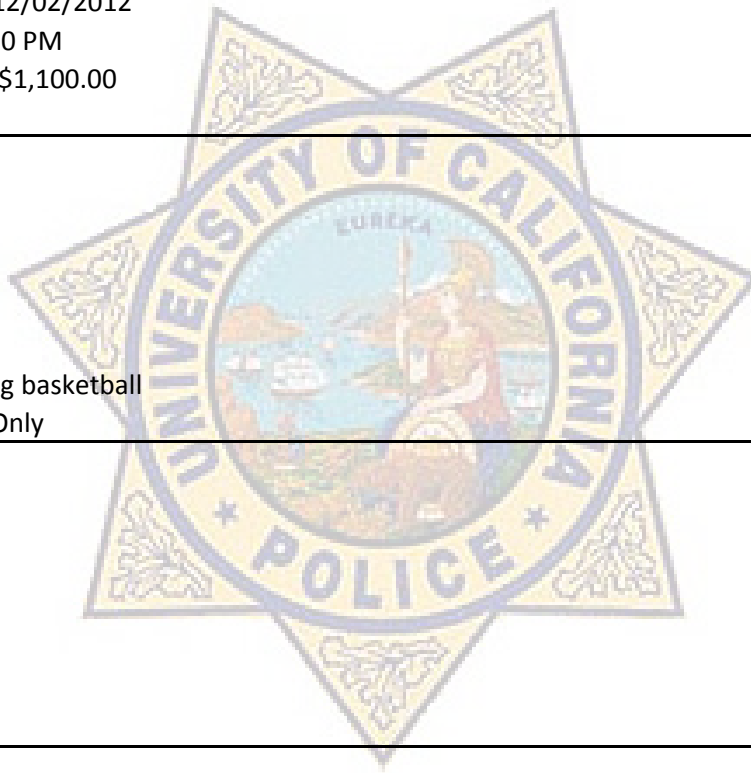 12/02/2012
0 PM
$1,100.00
UNIVERSITY OF CALIFORNIA
EUREKA
g basketball
Only
* POLICE *